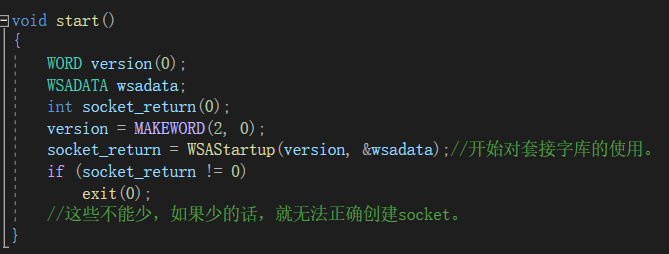 void start()
{
    WORD version(0);
    WSADATA wsadata;
    int socket_return(0);
    version = MAKEWORD(2, 0);
    socket_return = WSAStartup(version, &wsadata);//开始对套接字库的使用。
    if (socket_return != 0)
        exit(0);
    //这些不能少，如果少的话，就无法正确创建socket。
}